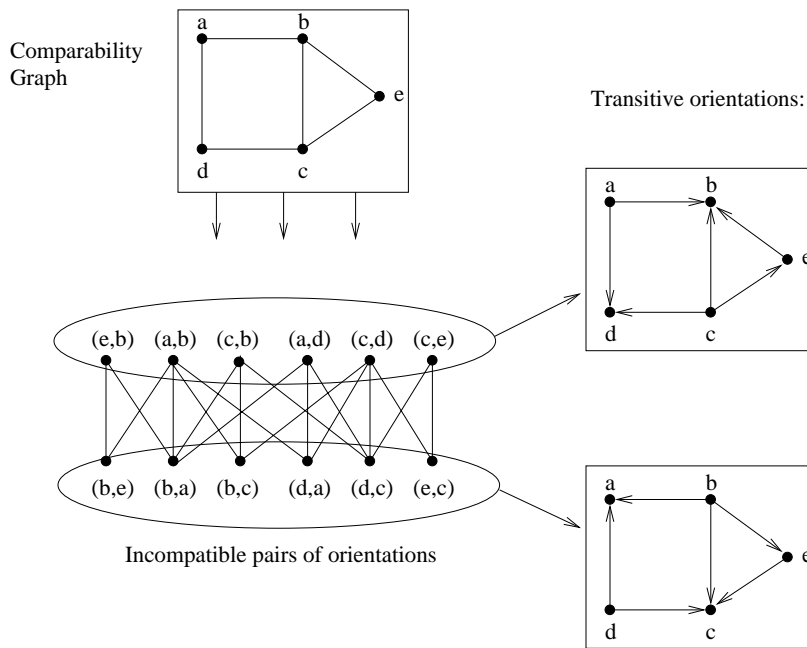 Comparability
Graph
a b
e
d c
Transitive orientations:
a b
e
d c
(e,b) (a,b) (c,b) (a,d) (c,d) (c,e)
(b,e) (b,a) (b,c) (d,a) (d,c) (e,c)
Incompatible pairs of orientations
a b
e
d c